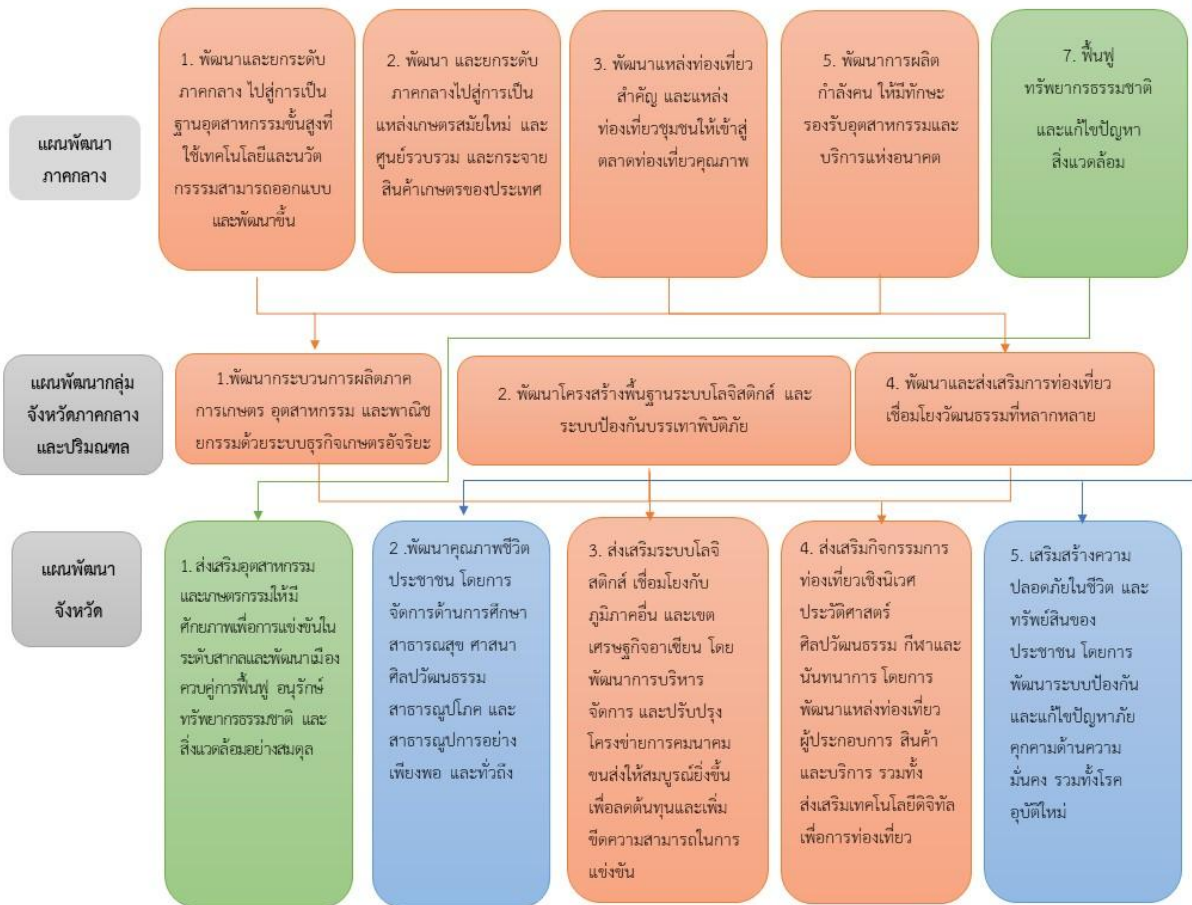 แผนพัฒนา
ภาคกลาง
1. พัฒนาและยกระดับ
ภาคกลาง ไปสู่การเป็น
ฐานอุตสาหกรรมขั้นสูงที่
ใช้เทคโนโลยีและนวัต
กรรรมสามารถออกแบบ
และพัฒนาขึ้น
2. พัฒนา และยกระดับ
ภาคกลางไปสู่การเป็น
แหล่งเกษตรสมัยใหม่ และ
ศูนย์รวบรวม และกระจาย
สินค้าเกษตรของประเทศ
3. พัฒนาแหล่งท่องเที่ยว
สำคัญ และแหล่ง
ท่องเที่ยวชุมชนให้เข้าสู่
ตลาดท่องเที่ยวคุณภาพ
5. พัฒนาการผลิต
กำลังคน ให้มีทักษะ
รองรับอุตสาหกรรมและ
บริการแห่งอนาคต
7. ฟื้นฟู
ทรัพยากรธรรมชาติ
และแก้ไขปัญหา
สิ่งแวดล้อม
แผนพัฒนากลุ่ม
จังหวัดภาคกลาง
และปริมณฑล
1.พัฒนากระบวนการผลิตภาค
การเกษตร อุตสาหกรรม และพาณิช
ยกรรมด้วยระบบธุรกิจเกษตรอัจริยะ
2. พัฒนาโครงสร้างพื้นฐานระบบโลจิสติกส์ และ
ระบบป้องกันบรรเทาพิบัติภัย
4. พัฒนาและส่งเสริมการท่องเที่ยว
เชื่อมโยงวัฒนธรรมที่หลากหลาย
แผนพัฒนา
จังหวัด
1. ส่งเสริมอุตสาหกรรม
และเกษตรกรรมให้มี
ศักยภาพเพื่อการแข่งขันใน
ระดับสากลและพัฒนาเมือง
ควบคู่การฟื้นฟู อนุรักษ์
ทรัพยากรธรรมชาติ และ
สิ่งแวดล้อมอย่างสมดุล
2 .พัฒนาคุณภาพชีวิต
ประชาชน โดยการ
จัดการด้านการศึกษา
สาธารณสุข ศาสนา
ศิลปวัฒนธรรม
สาธารณูปโภค และ
สาธารณูปการอย่าง
เพียงพอ และทั่วถึง
3. ส่งเสริมระบบโลจิ
สติกส์ เชื่อมโยงกับ
ภูมิภาคอื่น และเขต
เศรษฐกิจอาเซียน โดย
พัฒนาการบริหาร
จัดการ และปรับปรุง
โครงข่ายการคมนาคม
ขนส่งให้สมบูรณ์ยิ่งขึ้น
เพื่อลดต้นทุนและเพิ่ม
ขีดความสามารถในการ
แข่งขัน
4. ส่งเสริมกิจกรรมการ
ท่องเที่ยวเชิงนิเวศ
ประวัติศาสตร์
ศิลปวัฒนธรรม กีฬาและ
นันทนาการ โดยการ
พัฒนาแหล่งท่องเที่ยว
ผู้ประกอบการ สินค้า
และบริการ รวมทั้ง
ส่งเสริมเทคโนโลยีดิจิทัล
เพื่อการท่องเที่ยว
5. เสริมสร้างความ
ปลอดภัยในชีวิต และ
ทรัพย์สินของ
ประชาชน โดยการ
พัฒนาระบบป้องกัน
และแก้ไขปัญหาภัย
คุกคามด้านความ
มั่นคง รวมทั้งโรค
อุบัติใหม่